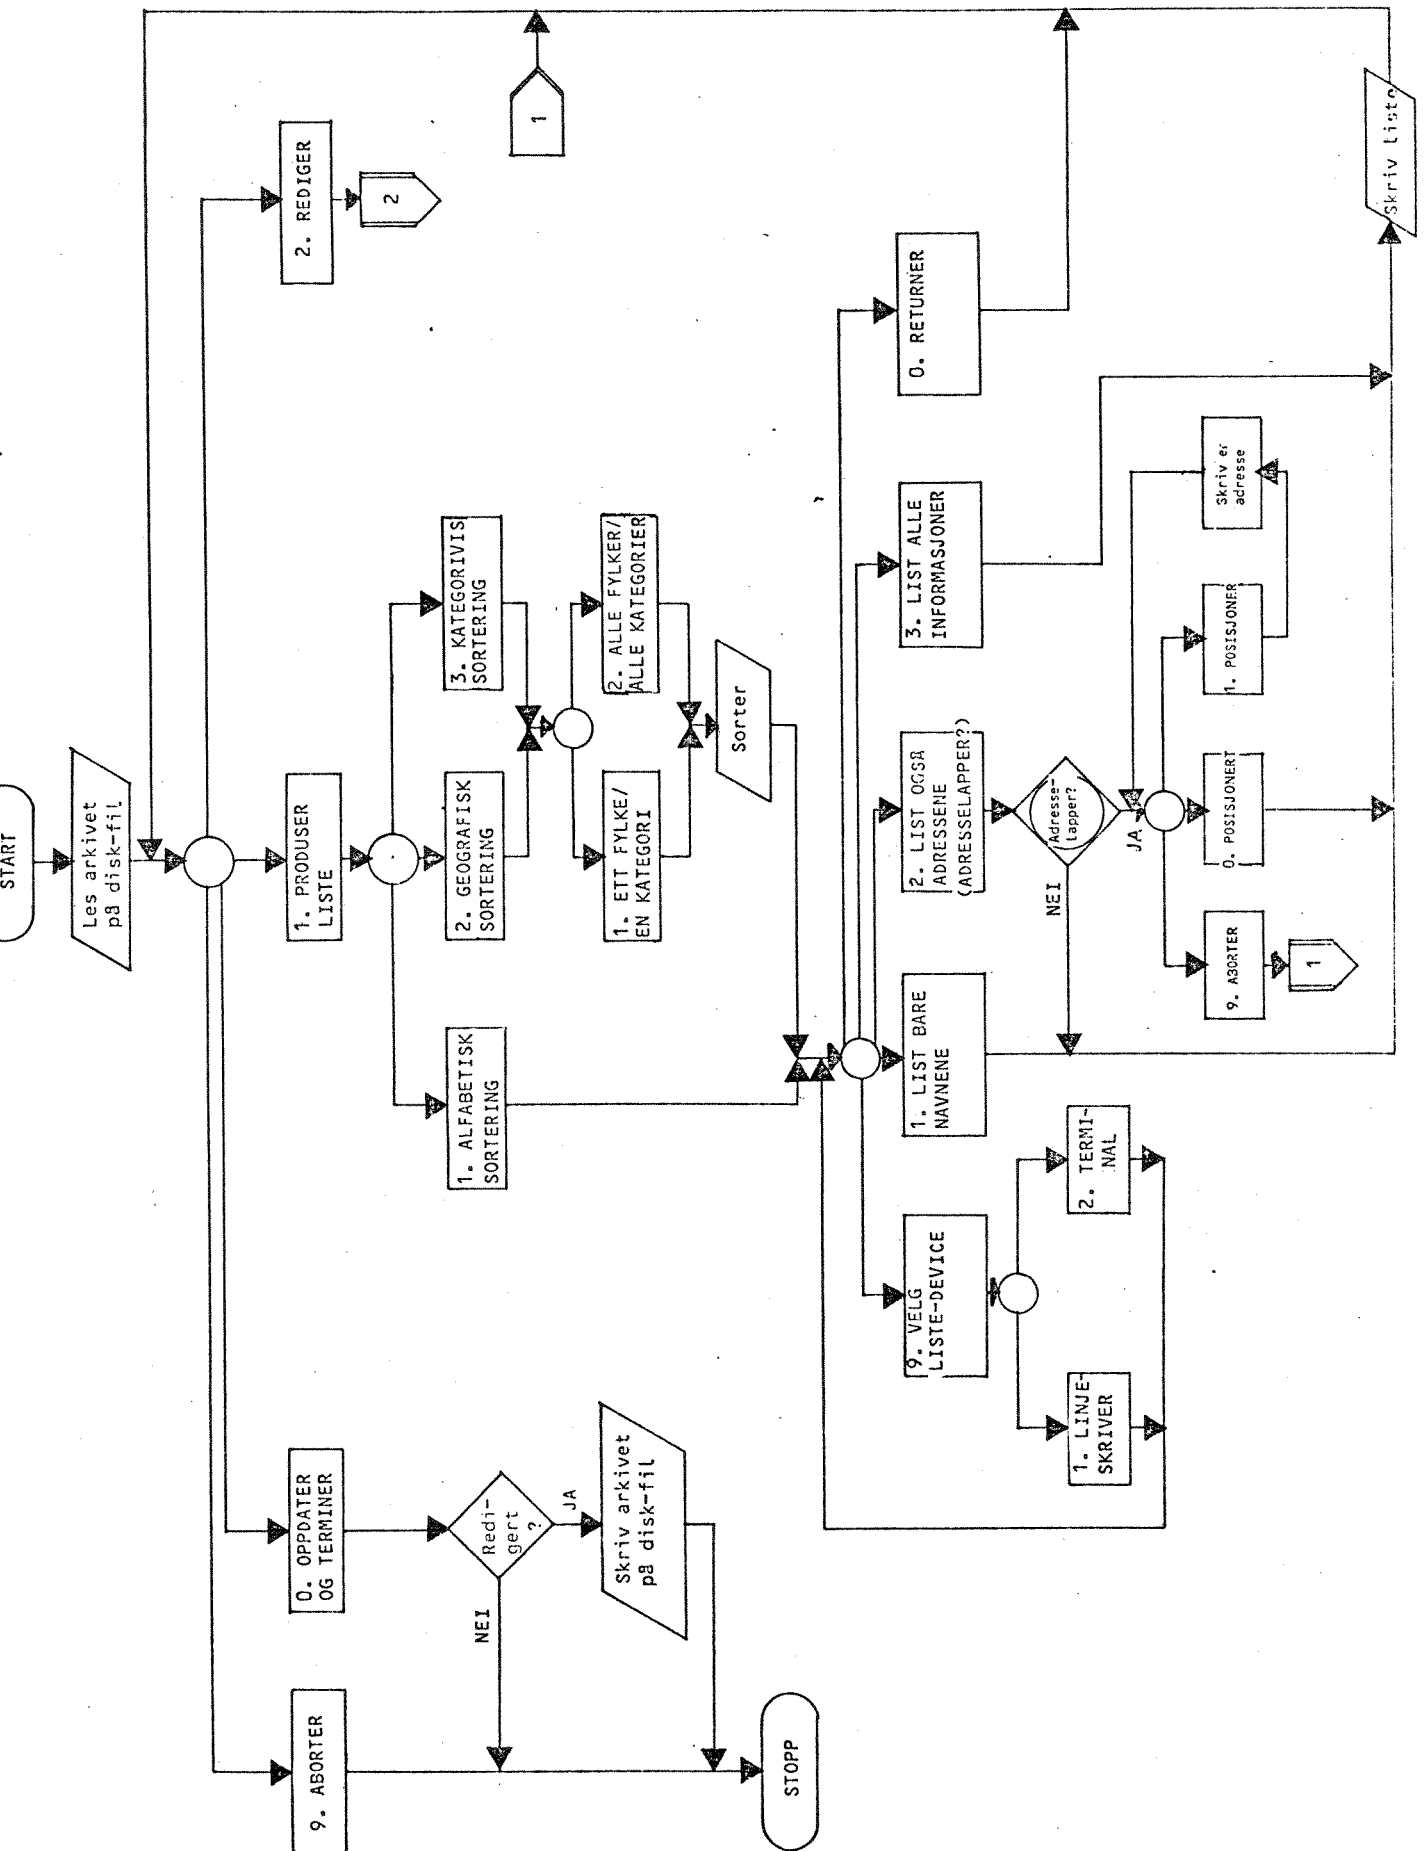 START
Les arkivet
på disk-fil
9. ABORTER
0. OPPDATER
OG TERMINER
1. PRODUSER
LISTE
2. REDIGER
2
1
Redi-
gert
?
NEI
JA
Skriv arkivet
på disk-fil
STOPP
1. ALFABETISK
SORTERING
2. GEOGRAFISK
SORTERING
3. KATEGORIVIS
SORTERING
1. ETT FYLKE/
EN KATEGORI
2. ALLE FYLKER/
ALLE KATEGORIER
Sorter
9. VELG
LISTE-DEVICE
1. LIST BARE
NAVNENE
2. LIST OGSÅ
ADRESSENE
(ADRESSELAPPER?)
3. LIST ALLE
INFORMASJONER
0. RETURNER
1. LINJE-
SKRIVER
2. TERMI-
NAL
Adresse-
lapper?
NEI
JA
9. ABORTER
1
0. POSISJONERT
1. POSISJONER
Skriv en
adresse
Skriv liste